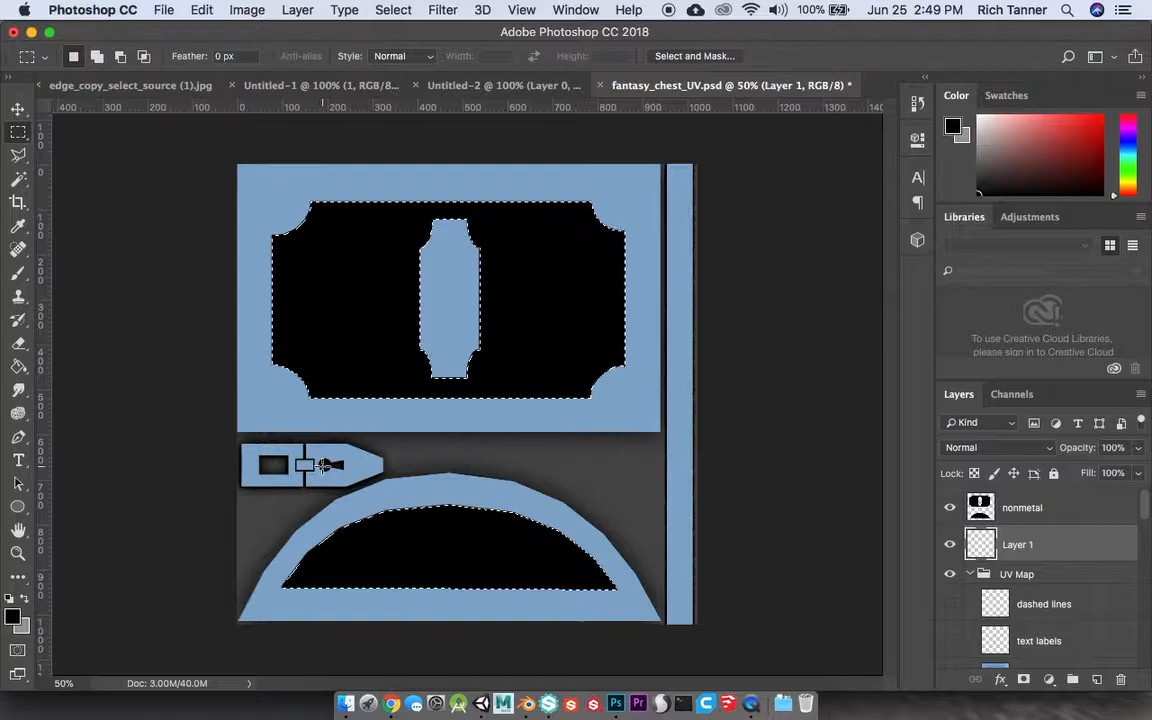 Photoshop CC File Edit Image Layer Type Select Filter 3D View Window Help 100% Jun 25 2:49 PM Rich Tanner
Adobe Photoshop CC 2018
Feather: 0 px Anti-alias Style: Normal Width: Height: Select and Mask...
edge_copy_select_source (1).jpg Untitled-1 @ 100% (1, RGB/8... Untitled-2 @ 100% (Layer 0, ... fantasy_chest_UV.psd @ 50% (Layer 1, RGB/8) *
400 300 200 100 0 100 200 300 400 500 600 700 800 900 1000 1100 1200 1300 140
Color Swatches
Libraries Adjustments
To use Creative Cloud Libraries,
please sign in to Creative Cloud
Layers Channels
Kind
Normal Opacity: 100%
Lock: Fill: 100%
nonmetal
Layer 1
UV Map
dashed lines
text labels
50% Doc: 3.00M/40.0M